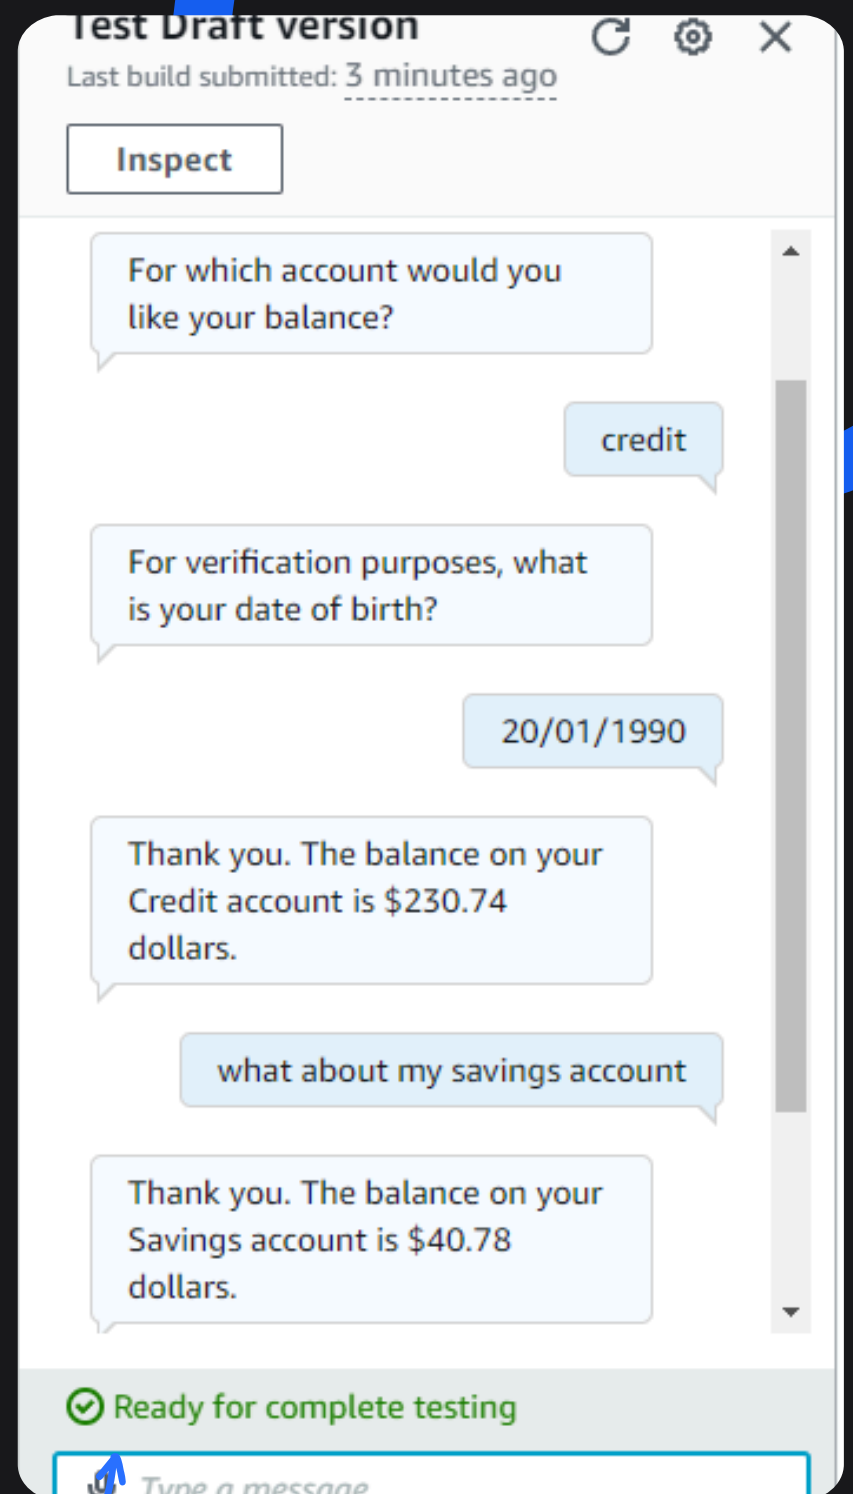 Test Draft version
Last build submitted: 3 minutes ago
Inspect
For which account would you
like your balance?
credit
For verification purposes, what
is your date of birth?
20/01/1990
Thank you. The balance on your
Credit account is $230.74
dollars.
what about my savings account
Thank you. The balance on your
Savings account is $40.78
dollars.
Ready for complete testing
Type a message